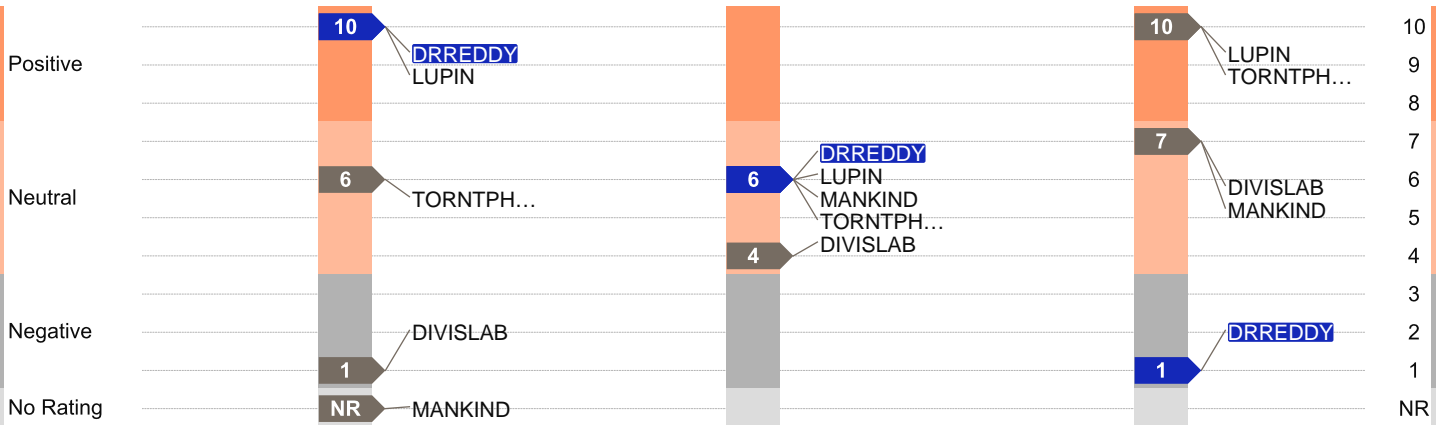 Positive
Neutral
Negative
No Rating
10
DRREDDY
LUPIN
6
TORNTPH…
DIVISLAB
1
NR
MANKIND
DRREDDY
6
LUPIN
MANKIND
TORNTPH…
DIVISLAB
4
10
LUPIN
TORNTPH…
7
DIVISLAB
MANKIND
DRREDDY
1
10
9
8
7
6
5
4
3
2
1
NR